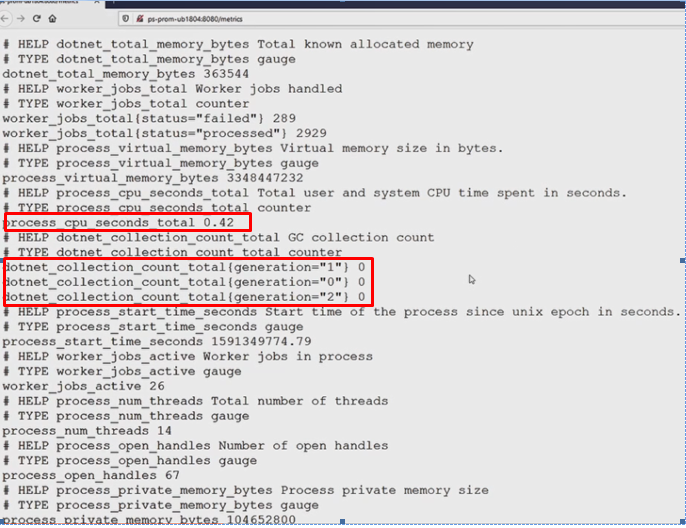 ps-prom-ub1804:8080/metrics
# HELP dotnet_total_memory_bytes Total known allocated memory
# TYPE dotnet_total_memory_bytes gauge
dotnet_total_memory_bytes 363544
# HELP worker_jobs_total Worker jobs handled
# TYPE worker_jobs_total counter
worker_jobs_total{status="failed"} 289
worker_jobs_total{status="processed"} 2929
# HELP process_virtual_memory_bytes Virtual memory size in bytes.
# TYPE process_virtual_memory_bytes gauge
process_virtual_memory_bytes 3348447232
# HELP process_cpu_seconds_total Total user and system CPU time spent in seconds.
# TYPE process_cpu_seconds_total counter
process_cpu_seconds_total 0.42
# HELP dotnet_collection_count_total GC collection count
# TYPE dotnet_collection_count_total counter
dotnet_collection_count_total{generation="1"} 0
dotnet_collection_count_total{generation="0"} 0
dotnet_collection_count_total{generation="2"} 0
# HELP process_start_time_seconds Start time of the process since unix epoch in seconds.
# TYPE process_start_time_seconds gauge
process_start_time_seconds 1591349774.79
# HELP worker_jobs_active Worker jobs in process
# TYPE worker_jobs_active gauge
worker_jobs_active 26
# HELP process_num_threads Total number of threads
# TYPE process_num_threads gauge
process_num_threads 14
# HELP process_open_handles Number of open handles
# TYPE process_open_handles gauge
process_open_handles 67
# HELP process_private_memory_bytes Process private memory size
# TYPE process_private_memory_bytes gauge
process_private_memory_bytes 104652800